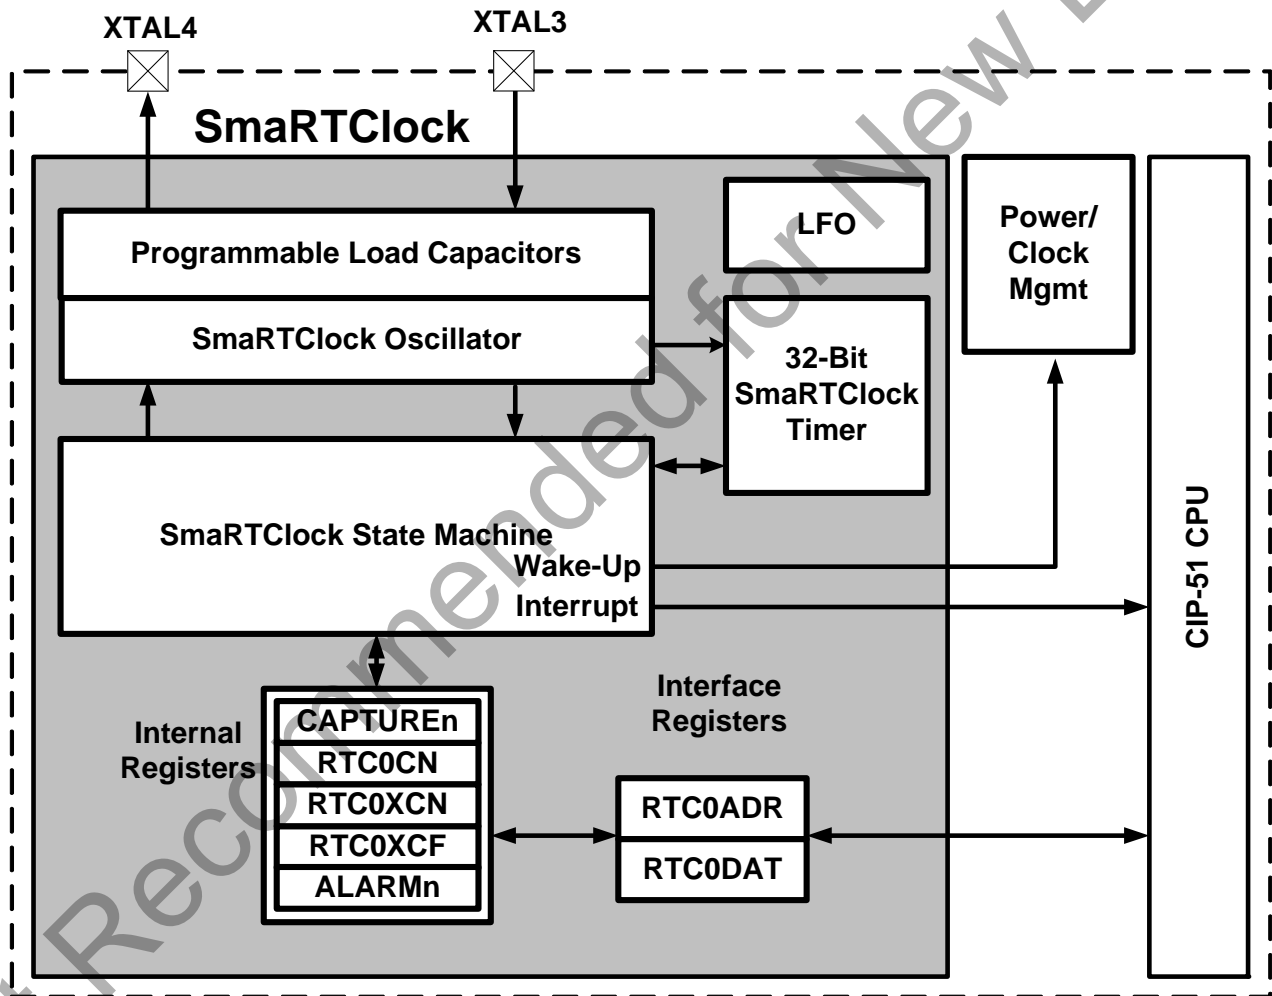 XTAL4
XTAL3
SmaRTClock
Programmable Load Capacitors
SmaRTClock Oscillator
LFO
32-Bit
SmaRTClock
Timer
Power/
Clock
Mgmt
CIP-51 CPU
SmaRTClock State Machine
Wake-Up
Interrupt
Internal
Registers
CAPTUREn
RTC0CN
RTC0XCN
RTC0XCF
ALARMn
Interface
Registers
RTC0ADR
RTC0DAT
Recommended for New